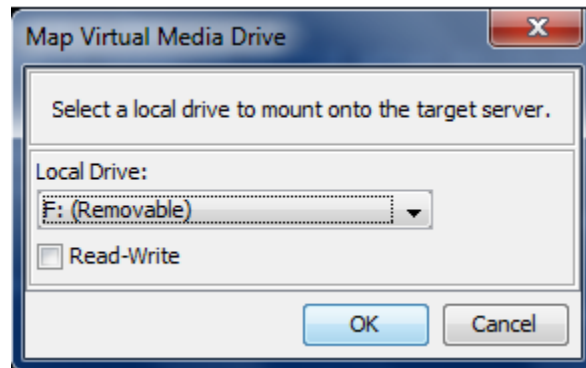 Map Virtual Media Drive
Select a local drive to mount onto the target server.
Local Drive:
F: (Removable)
Read-Write
OK
Cancel